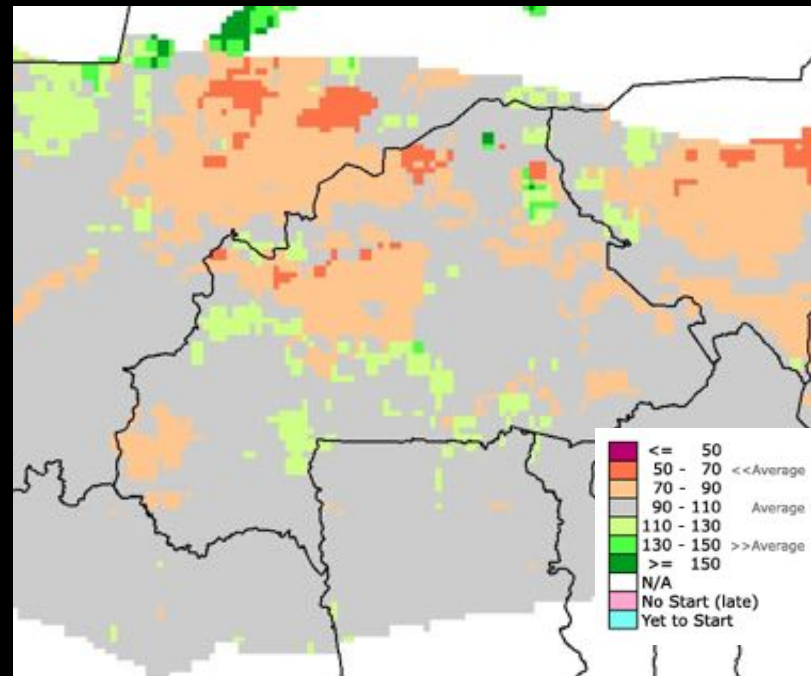 <= 50
50 - 70 <<Average
70 - 90
90 - 110 Average
110 - 130
130 - 150 >>Average
>= 150
N/A
No Start (late)
Yet to Start